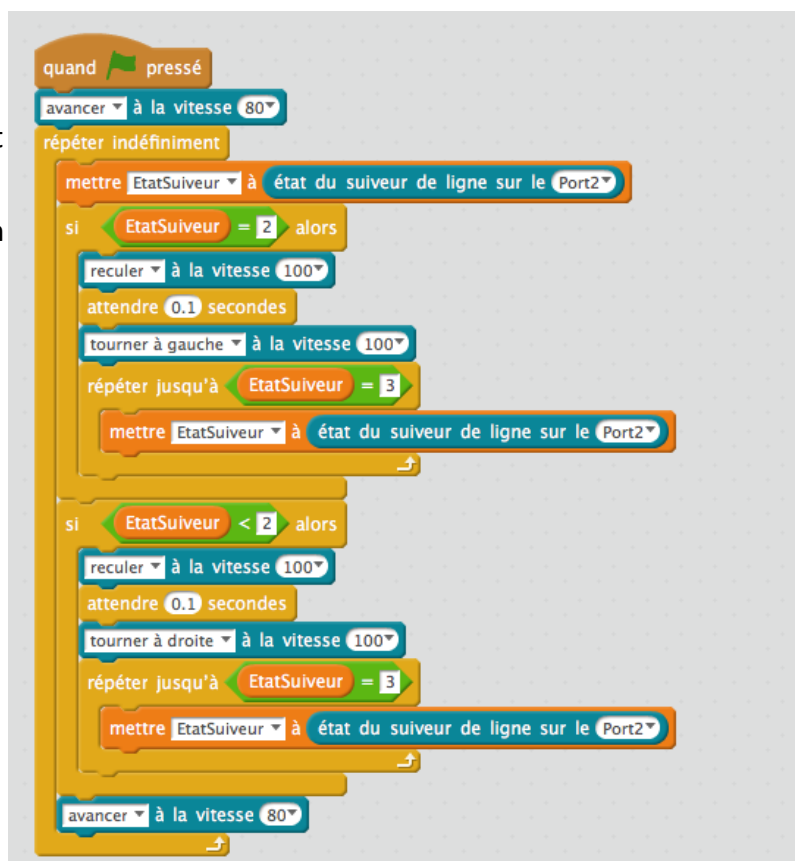 quand pressé
avancer à la vitesse 80
répéter indéfiniment
mettre EtatSuiveur à état du suiveur de ligne sur le Port2
si EtatSuiveur = 2 alors
reculer à la vitesse 100
attendre 0.1 secondes
tourner à gauche à la vitesse 100
répéter jusqu'à EtatSuiveur = 3
mettre EtatSuiveur à état du suiveur de ligne sur le Port2
si EtatSuiveur < 2 alors
reculer à la vitesse 100
attendre 0.1 secondes
tourner à droite à la vitesse 100
répéter jusqu'à EtatSuiveur = 3
mettre EtatSuiveur à état du suiveur de ligne sur le Port2
avancer à la vitesse 80